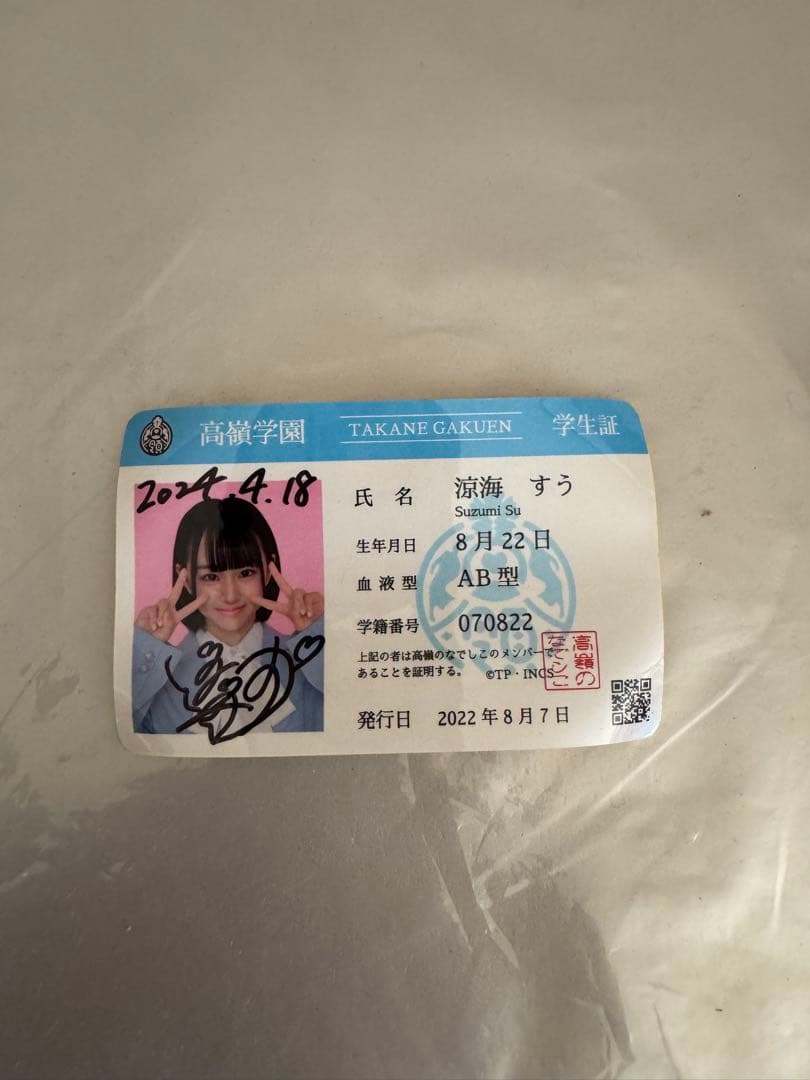 高嶺学園 TAKANE GAKUEN 学生証
2024.4.18
氏名 涼海 すう
Suzumi Su
生年月日 8月22日
血液型 AB型
学籍番号 070822
上記の者は高嶺のなでしこのメンバーで
あることを証明する。 ©TP・INCS
高嶺の
なでしこ
発行日 2022年8月7日